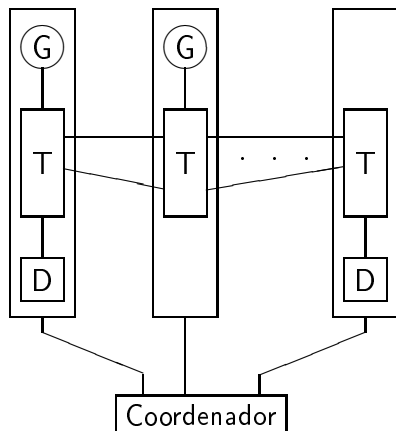 G G
T T . . . T
D D
Coordenador